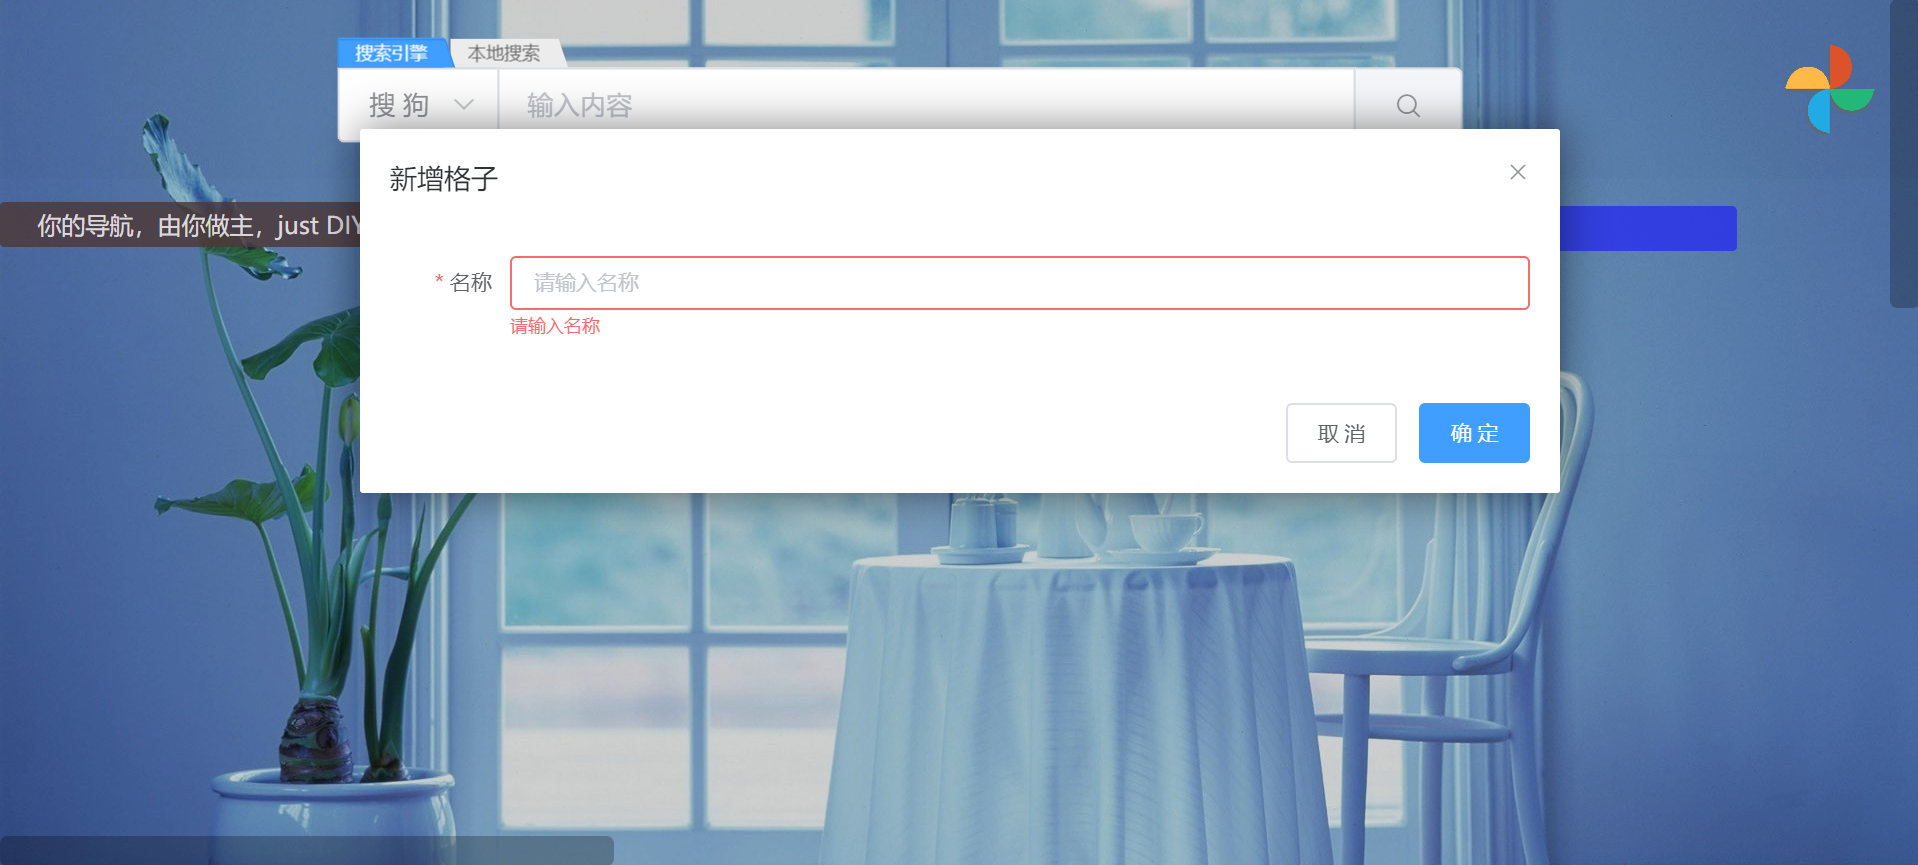 搜索引擎
本地搜索
搜 狗
输入内容
新增格子
你的导航，由你做主，just DIY
* 名称
请输入名称
请输入名称
取 消
确 定